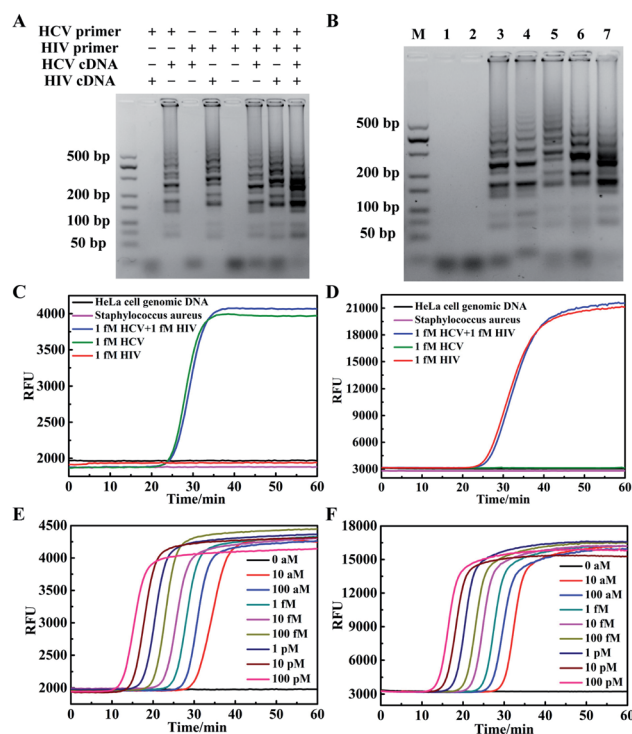 A
HCV primer + + − − + + + +
HIV primer − − + + + + + +
HCV cDNA − + + − − + − +
HIV cDNA + − − + − − + +
500 bp
200 bp
100 bp
50 bp
B
M 1 2 3 4 5 6 7
500 bp
200 bp
100 bp
50 bp
C
HeLa cell genomic DNA
Staphylococcus aureus
1 fM HCV+1 fM HIV
1 fM HCV
1 fM HIV
RFU
4000
3000
2000
0 10 20 30 40 50 60
Time/min
D
HeLa cell genomic DNA
Staphylococcus aureus
1 fM HCV+1 fM HIV
1 fM HCV
1 fM HIV
RFU
21000
18000
15000
12000
9000
6000
3000
0 10 20 30 40 50 60
Time/min
E
0 aM
10 aM
100 aM
1 fM
10 fM
100 fM
1 pM
10 pM
100 pM
RFU
4500
4000
3500
3000
2500
2000
0 10 20 30 40 50 60
Time/min
F
0 aM
10 aM
100 aM
1 fM
10 fM
100 fM
1 pM
10 pM
100 pM
RFU
18000
15000
12000
9000
6000
3000
0 10 20 30 40 50 60
Time/min